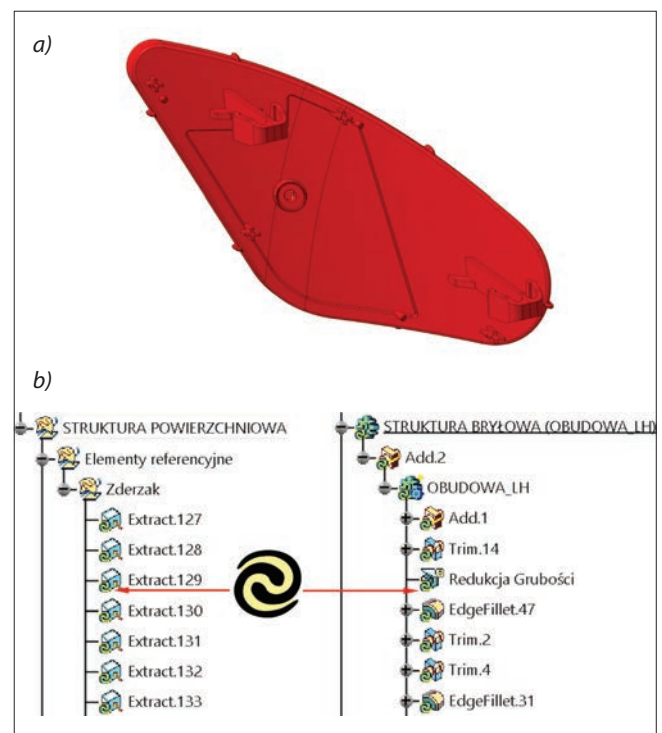 a)
b)
STRUKTURA POWIERZCHNIOWA
Elementy referencyjne
Zderzak
Extract.127
Extract.128
Extract.129
Extract.130
Extract.131
Extract.132
Extract.133
STRUKTURA BRYŁOWA (OBUDOWA_LH)
Add.2
OBUDOWA_LH
Add.1
Trim.14
Redukcja Grubości
EdgeFillet.47
Trim.2
Trim.4
EdgeFillet.31